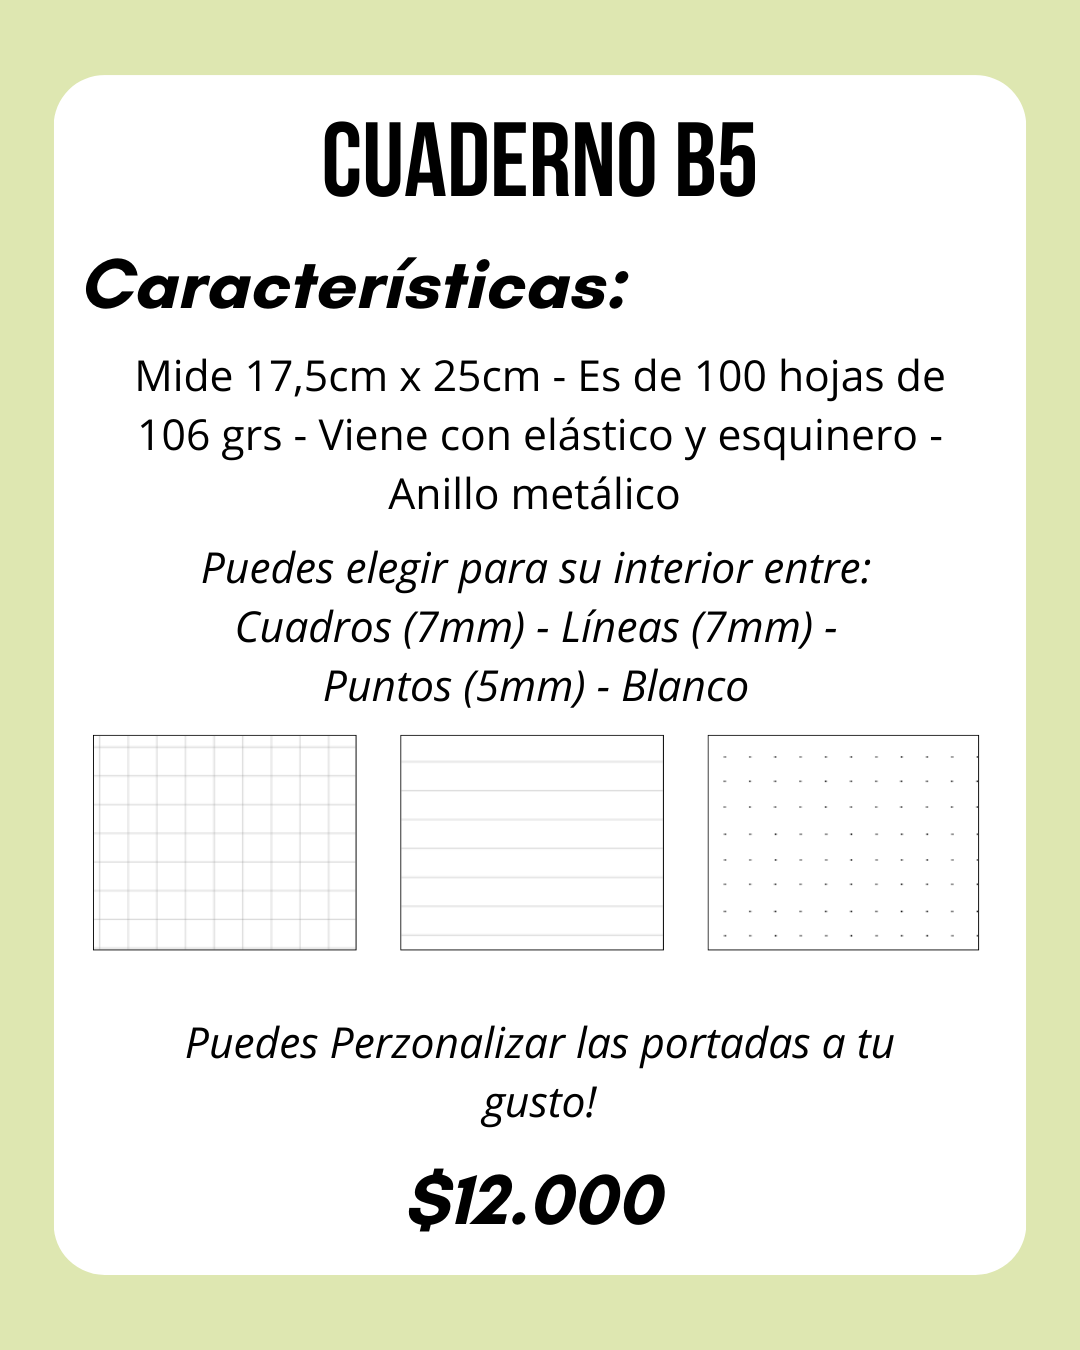 CUADERNO B5
Características:
Mide 17,5cm x 25cm - Es de 100 hojas de
106 grs - Viene con elástico y esquinero -
Anillo metálico
Puedes elegir para su interior entre:
Cuadros (7mm) - Líneas (7mm) -
Puntos (5mm) - Blanco
Puedes Perzonalizar las portadas a tu
gusto!
$12.000